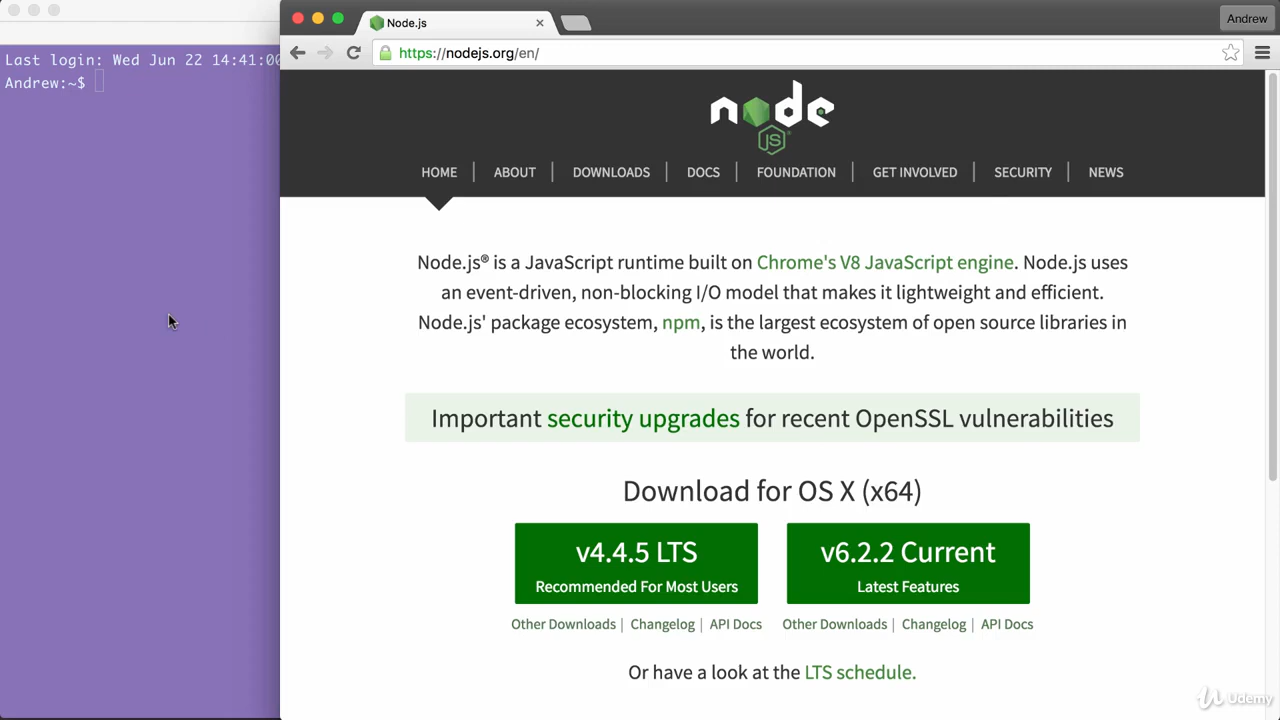 Last login: Wed Jun 22 14:41:00
Andrew:~$
Node.js
Andrew
https://nodejs.org/en/
node
JS
HOME | ABOUT | DOWNLOADS | DOCS | FOUNDATION | GET INVOLVED | SECURITY | NEWS
Node.js® is a JavaScript runtime built on Chrome's V8 JavaScript engine. Node.js uses
an event-driven, non-blocking I/O model that makes it lightweight and efficient.
Node.js' package ecosystem, npm, is the largest ecosystem of open source libraries in
the world.
Important security upgrades for recent OpenSSL vulnerabilities
Download for OS X (x64)
v4.4.5 LTS
Recommended For Most Users
v6.2.2 Current
Latest Features
Other Downloads | Changelog | API Docs
Other Downloads | Changelog | API Docs
Or have a look at the LTS schedule.
Udemy